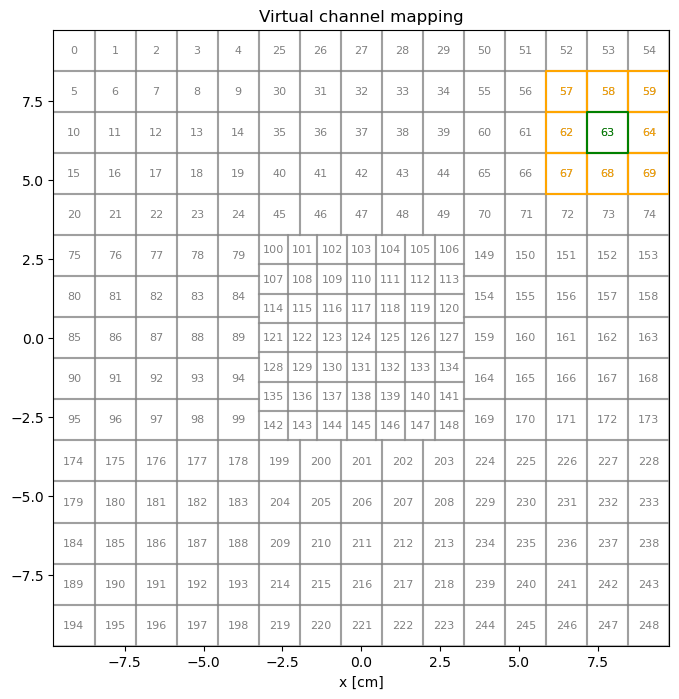 Virtual channel mapping
0 1 2 3 4 25 26 27 28 29 50 51 52 53 54
7.5 5 6 7 8 9 30 31 32 33 34 55 56 57 58 59
10 11 12 13 14 35 36 37 38 39 60 61 62 63 64
5.0 15 16 17 18 19 40 41 42 43 44 65 66 67 68 69
20 21 22 23 24 45 46 47 48 49 70 71 72 73 74
2.5 75 76 77 78 79 100 101 102 103 104 105 106 149 150 151 152 153
107 108 109 110 111 112 113
80 81 82 83 84 114 115 116 117 118 119 120 154 155 156 157 158
0.0 85 86 87 88 89 121 122 123 124 125 126 127 159 160 161 162 163
128 129 130 131 132 133 134
90 91 92 93 94 135 136 137 138 139 140 141 164 165 166 167 168
−2.5 95 96 97 98 99 142 143 144 145 146 147 148 169 170 171 172 173
174 175 176 177 178 199 200 201 202 203 224 225 226 227 228
−5.0 179 180 181 182 183 204 205 206 207 208 229 230 231 232 233
184 185 186 187 188 209 210 211 212 213 234 235 236 237 238
−7.5 189 190 191 192 193 214 215 216 217 218 239 240 241 242 243
194 195 196 197 198 219 220 221 222 223 244 245 246 247 248
−7.5 −5.0 −2.5 0.0 2.5 5.0 7.5
x [cm]